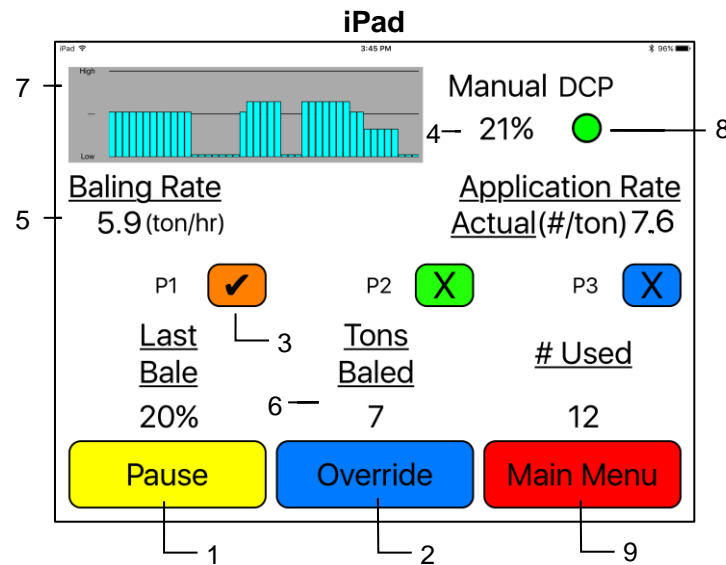 iPad
iPad 3:45 PM 96%
High
7
—
Low
Manual DCP
4 21% 8
Baling Rate
5 5.9 (ton/hr)
Application Rate
Actual(#/ton) 7.6
P1 ✔ P2 X P3 X
3
Last Bale
Tons Baled
# Used
6
20% 7 12
Pause Override Main Menu
1 2 9